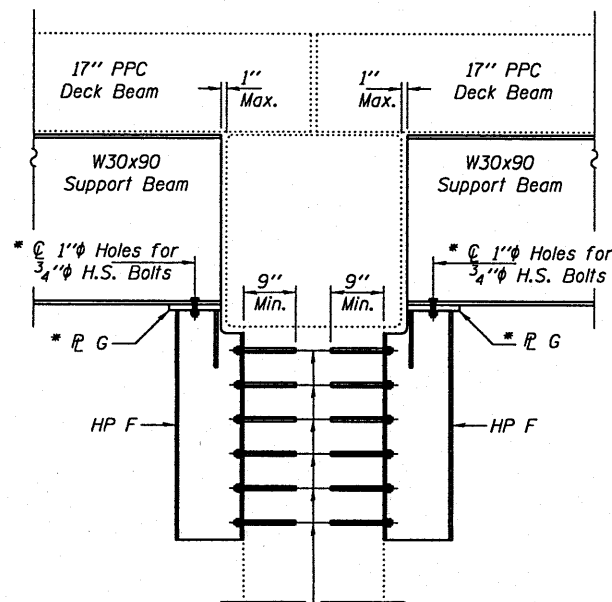 17" PPC
Deck Beam
1"
Max.
1"
Max.
17" PPC
Deck Beam
W30x90
Support Beam
W30x90
Support Beam
* ℄ 1"ϕ Holes for
3/4"ϕ H.S. Bolts
9"
Min.
9"
Min.
* ℄ 1"ϕ Holes for
3/4"ϕ H.S. Bolts
* ⅊ G
* ⅊ G
HP F
HP F